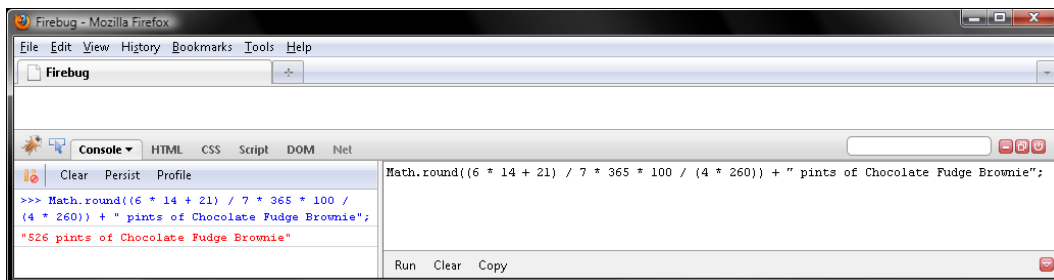 Firebug - Mozilla Firefox
File Edit View History Bookmarks Tools Help
Firebug
Console HTML CSS Script DOM Net
Clear Persist Profile
>>> Math.round((6 * 14 + 21) / 7 * 365 * 100 /
(4 * 260)) + " pints of Chocolate Fudge Brownie";
"526 pints of Chocolate Fudge Brownie"
Math.round((6 * 14 + 21) / 7 * 365 * 100 / (4 * 260)) + " pints of Chocolate Fudge Brownie";
Run Clear Copy